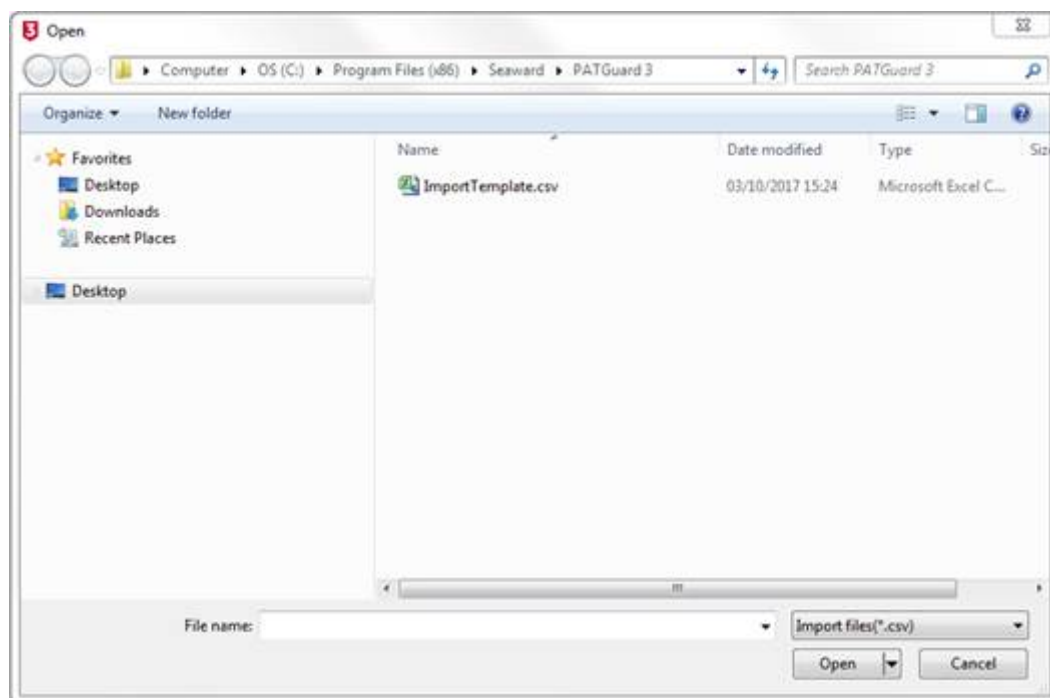 3 Open
Computer OS (C:) Program Files (x86) Seaward PATGuard 3 Search PATGuard 3
Organize New folder
Name Date modified Type Siz
Favorites
ImportTemplate.csv 03/10/2017 15:24 Microsoft Excel C...
Desktop
Downloads
Recent Places
Desktop
File name: Import files(*.csv)
Open Cancel